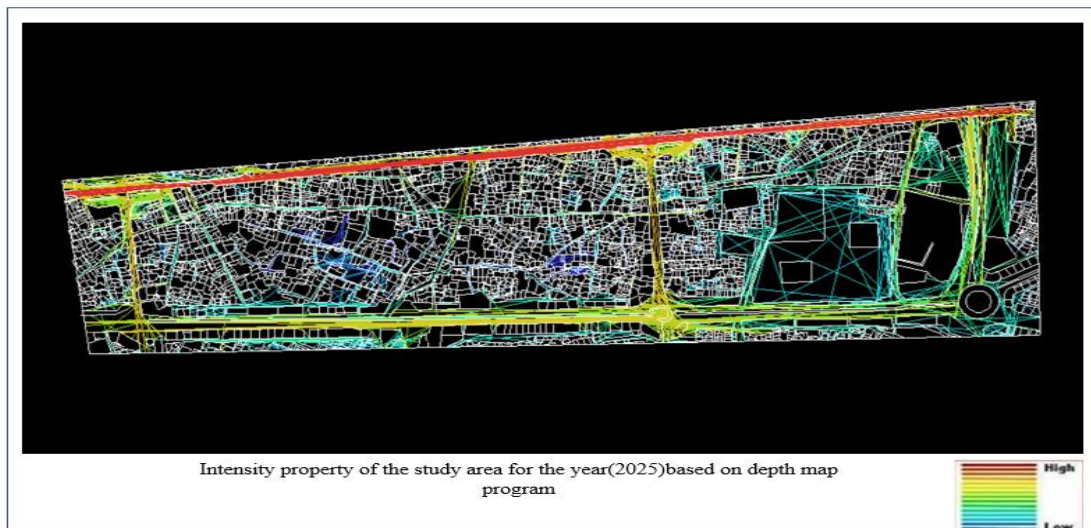 Intensity property of the study area for the year(2025)based on depth map
program
High
Low